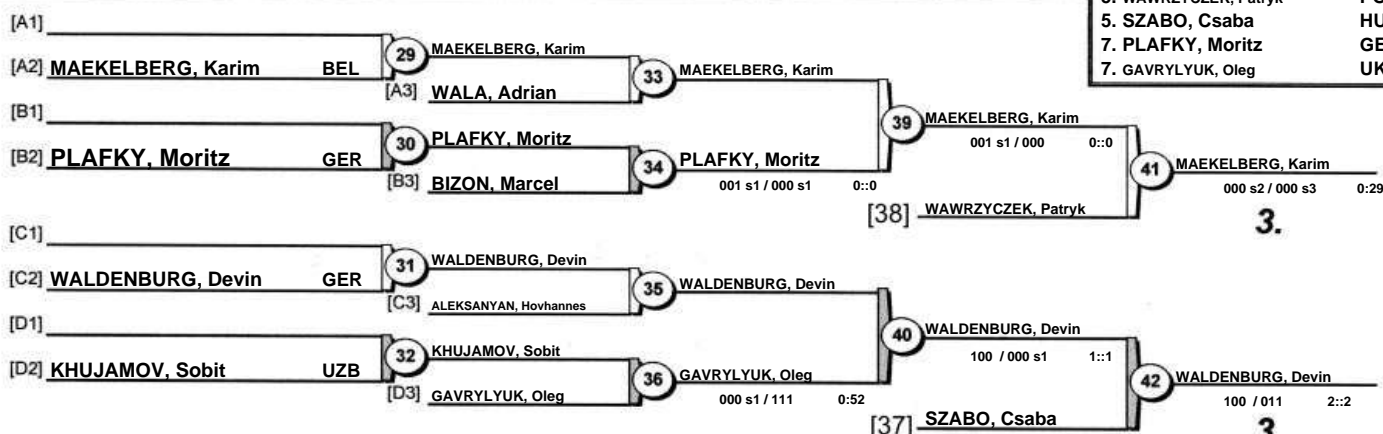 5. SZABO, Csaba HU
7. PLAFKY, Moritz GE
7. GAVRYLYUK, Oleg UK
[A1]
[A2] MAEKELBERG, Karim BEL
29 MAEKELBERG, Karim
[A3] WALA, Adrian
33 MAEKELBERG, Karim
[B1]
[B2] PLAFKY, Moritz GER
30 PLAFKY, Moritz
[B3] BIZON, Marcel
34 PLAFKY, Moritz
001 s1 / 000 s1 0::0
39 MAEKELBERG, Karim
001 s1 / 000 0::0
[38] WAWRZYCZEK, Patryk
41 MAEKELBERG, Karim
000 s2 / 000 s3 0:29
3.
[C1]
[C2] WALDENBURG, Devin GER
31 WALDENBURG, Devin
[C3] ALEKSANYAN, Hovhannes
35 WALDENBURG, Devin
[D1]
[D2] KHUJAMOV, Sobit UZB
32 KHUJAMOV, Sobit
[D3] GAVRYLYUK, Oleg
36 GAVRYLYUK, Oleg
000 s1 / 111 0:52
40 WALDENBURG, Devin
100 / 000 s1 1::1
[37] SZABO, Csaba
42 WALDENBURG, Devin
100 / 011 2::2
3